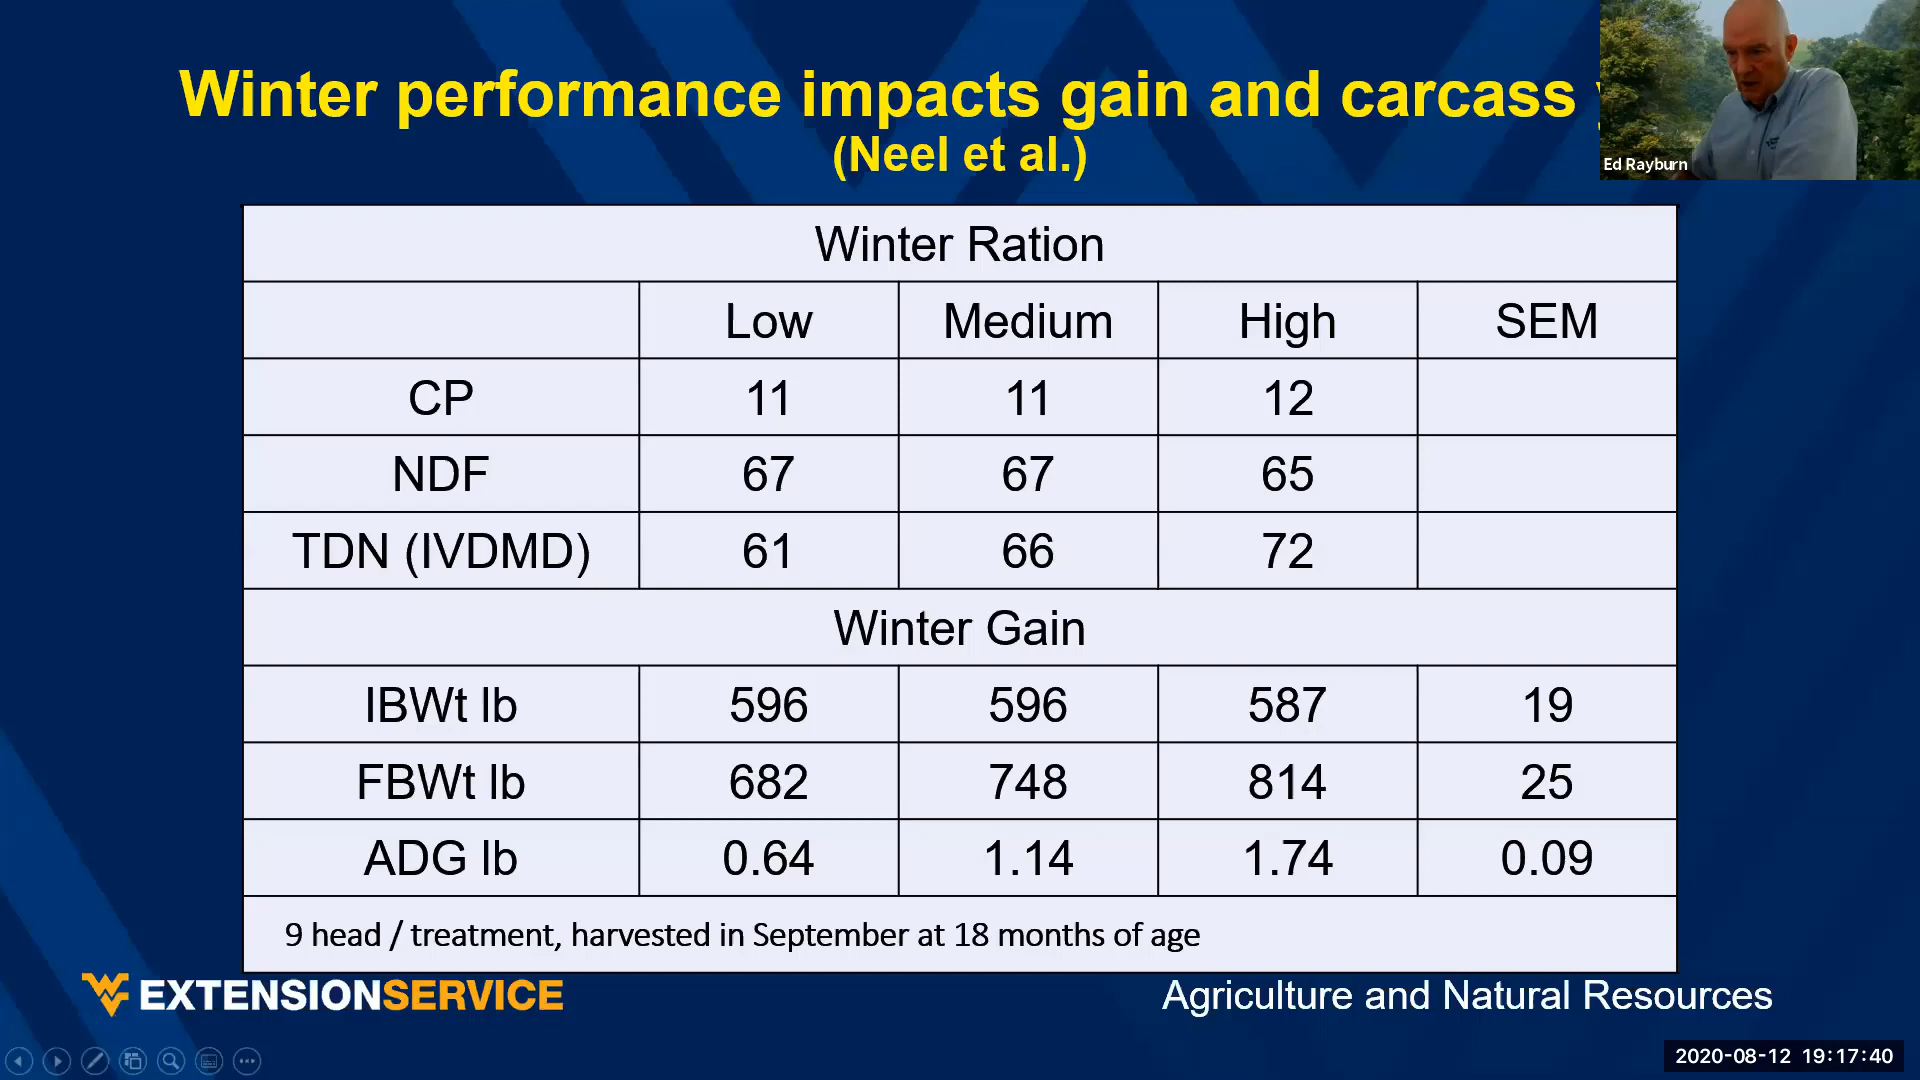 Winter performance impacts gain and carcass
(Neel et al.)
Ed Rayburn
Winter Ration
Low Medium High SEM
CP 11 11 12
NDF 67 67 65
TDN (IVDMD) 61 66 72
Winter Gain
IBWt lb 596 596 587 19
FBWt lb 682 748 814 25
ADG lb 0.64 1.14 1.74 0.09
9 head / treatment, harvested in September at 18 months of age
WV EXTENSIONSERVICE
Agriculture and Natural Resources
2020-08-12 19:17:40